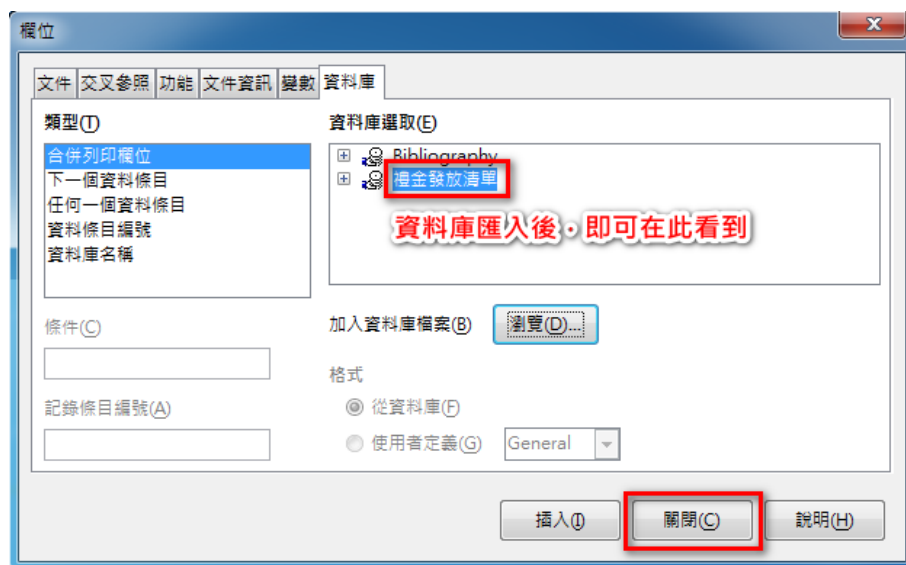 欄位
文件 交叉參照 功能 文件資訊 變數 資料庫
類型(T)
合併列印欄位
下一個資料條目
任何一個資料條目
資料條目編號
資料庫名稱
資料庫選取(E)
Bibliography
禮金發放清單
資料庫匯入後，即可在此看到
條件(C)
記錄條目編號(A)
加入資料庫檔案(B) 瀏覽(D)...
格式
從資料庫(F)
使用者定義(G) General
插入(I) 關閉(C) 說明(H)